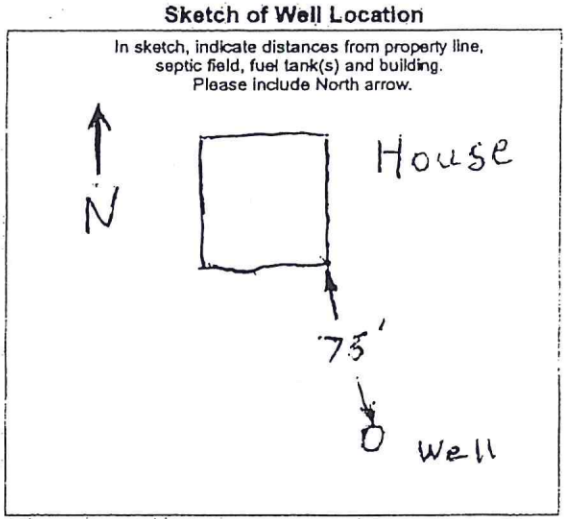 Sketch of Well Location
In sketch, indicate distances from property line,
septic field, fuel tank(s) and building.
Please include North arrow.
House
N
75'
Well